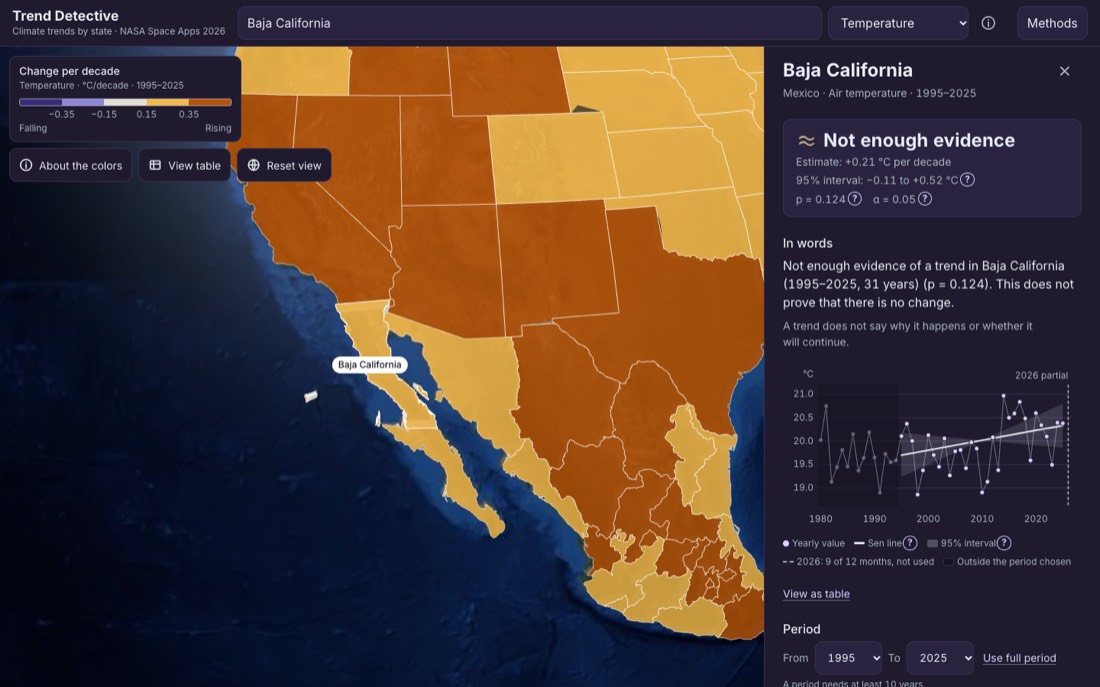 Trend Detective
Climate trends by state · NASA Space Apps 2026
Baja California
Temperature
Methods
Change per decade
Temperature · °C/decade · 1995–2025
−0.35 −0.15 0.15 0.35
Falling Rising
About the colors
View table
Reset view
Baja California
Baja California
Mexico · Air temperature · 1995–2025
≈ Not enough evidence
Estimate: +0.21 °C per decade
95% interval: −0.11 to +0.52 °C ?
p = 0.124 ? α = 0.05 ?
In words
Not enough evidence of a trend in Baja California
(1995–2025, 31 years) (p = 0.124). This does not
prove that there is no change.
A trend does not say why it happens or whether it
will continue.
°C 2026 partial
21.0
20.5
20.0
19.5
19.0
1980 1990 2000 2010 2020
Yearly value Sen line ? 95% interval ?
2026: 9 of 12 months, not used Outside the period chosen
View as table
Period
From 1995 To 2025 Use full period
A period needs at least 10 years.